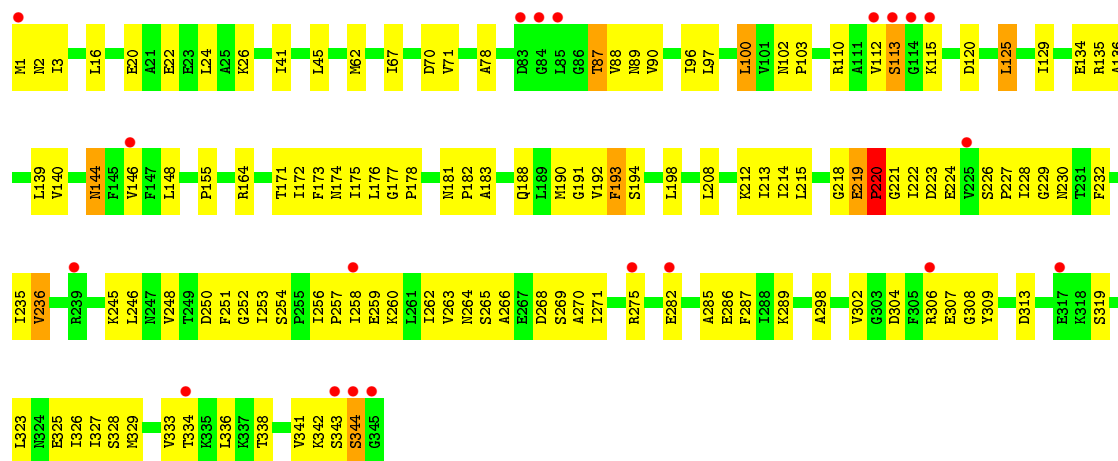 M1 N2 I3 L16 E20 A21 E22 E23 L24 A25 K26 I41 L45 M62 I67 D70 V71 A78 D83 G84 L85 G86 T87 V88 N89 V90 I96 L97 L100 V101 N102 P103 R110 A111 V112 S113 G114 K115 D120 L125 I129 E134 R135 A136
L139 V140 N144 F145 V146 F147 L148 P155 R164 T171 I172 F173 N174 I175 L176 G177 P178 N181 P182 A183 Q188 L189 M190 G191 V192 F193 S194 L198 L208 K212 I213 I214 L215 G218 E219 P220 G221 I222 D223 E224 V225 S226 P227 I228 G229 N230 T231 F232
I235 V236 R239 K245 L246 N247 V248 T249 D250 F251 G252 I253 S254 P255 I256 P257 I258 E259 K260 L261 I262 V263 N264 S265 A266 E267 D268 S269 A270 I271 R275 E282 A285 E286 F287 I288 K289 A298 V302 G303 D304 F305 R306 E307 G308 Y309 D313 E317 K318 S319
L323 N324 E325 I326 I327 S328 M329 V333 T334 K335 L336 K337 T338 V341 K342 S343 S344 G345